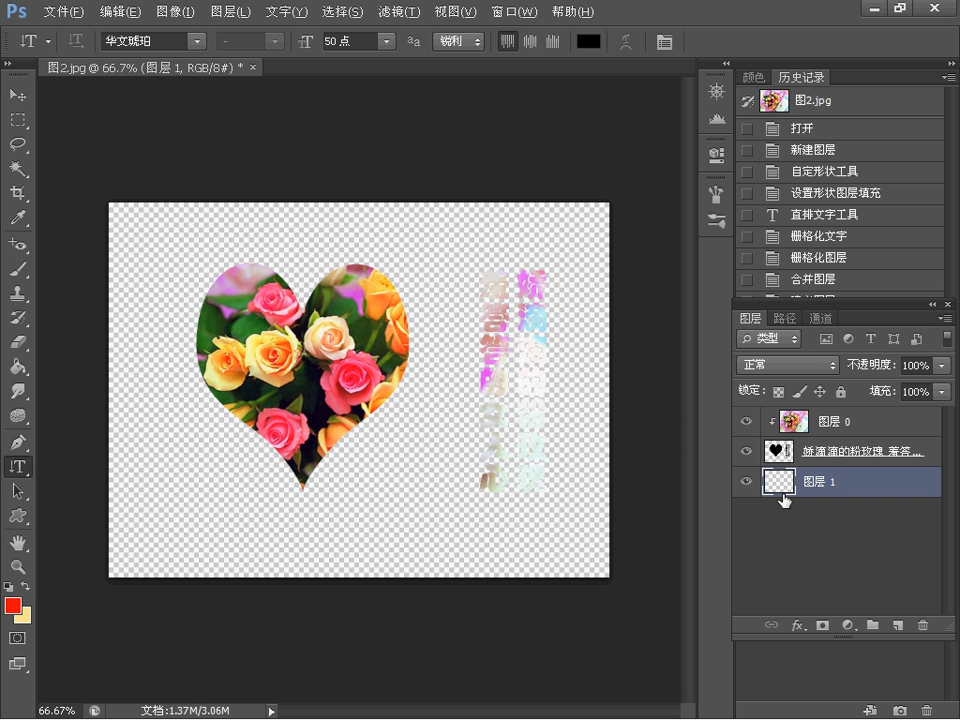 Ps 文件(F) 编辑(E) 图像(I) 图层(L) 文字(Y) 选择(S) 滤镜(T) 视图(V) 窗口(W) 帮助(H)
T 华文琥珀 - T 50 点 aa 锐利
图2.jpg @ 66.7% (图层 1, RGB/8#) * ×
颜色 历史记录
图2.jpg
打开
新建图层
自定形状工具
设置形状图层填充
T 直排文字工具
栅格化文字
栅格化图层
合并图层
图层 路径 通道
类型 T
正常 不透明度: 100%
锁定: 填充: 100%
图层 0
娇滴滴的粉玫瑰 羞答...
图层 1
fx
66.67% 文档:1.37M/3.06M